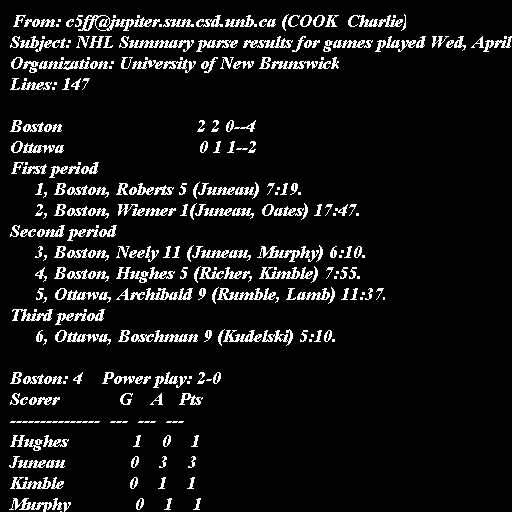 From: c5ff@jupiter.sun.csd.unb.ca (COOK  Charlie)
Subject: NHL Summary parse results for games played Wed, April
Organization: University of New Brunswick
Lines: 147

Boston                           2 2 0--4
Ottawa                           0 1 1--2
First period
     1, Boston, Roberts 5 (Juneau) 7:19.
     2, Boston, Wiemer 1(Juneau, Oates) 17:47.
Second period
     3, Boston, Neely 11 (Juneau, Murphy) 6:10.
     4, Boston, Hughes 5 (Richer, Kimble) 7:55.
     5, Ottawa, Archibald 9 (Rumble, Lamb) 11:37.
Third period
     6, Ottawa, Boschman 9 (Kudelski) 5:10.

Boston: 4    Power play: 2-0
Scorer            G    A    Pts
---------------  ---  ---  ---
Hughes             1    0    1
Juneau             0    3    3
Kimble             0    1    1
Murphy             0    1    1